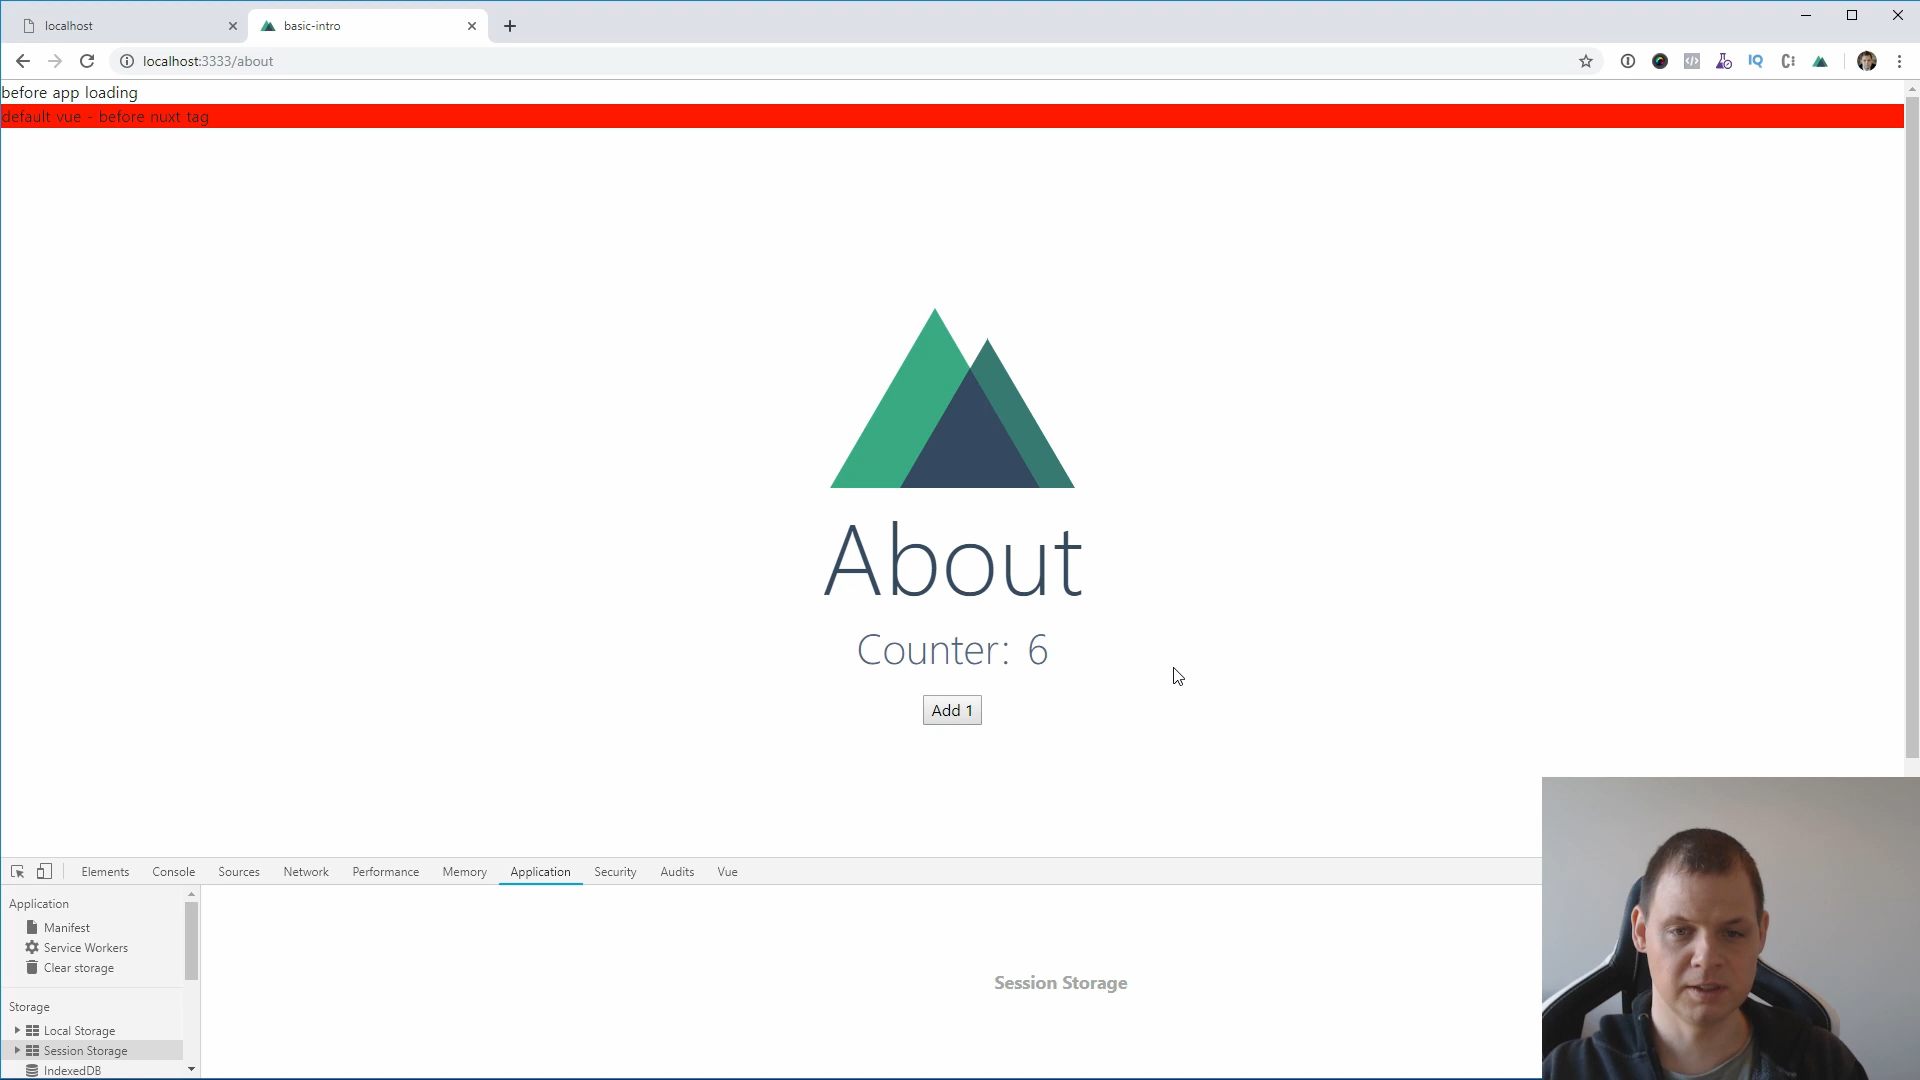 localhost
basic-intro
localhost:3333/about
IQ
before app loading
default vue - before nuxt tag
About
Counter: 6
Add 1
Elements Console Sources Network Performance Memory Application Security Audits Vue
Application
Manifest
Service Workers
Clear storage
Storage
Local Storage
Session Storage
IndexedDB
Session Storage